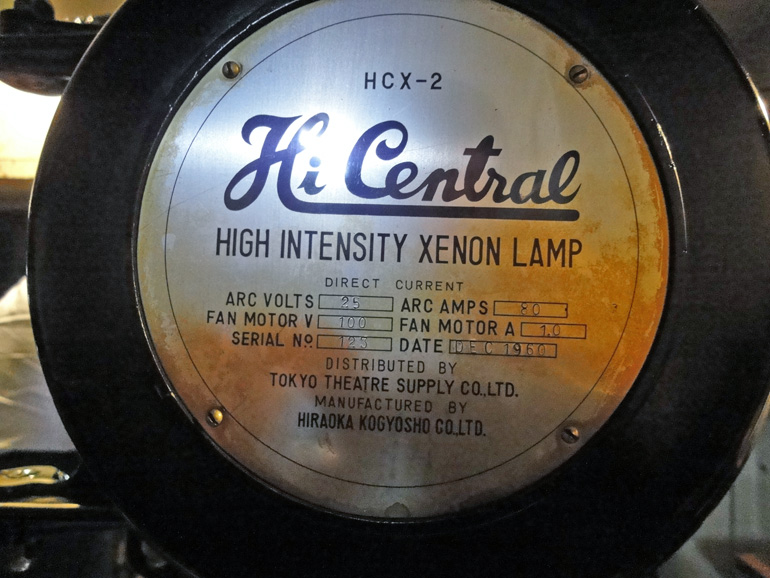 HCX-2
Hi Central
HIGH INTENSITY XENON LAMP
DIRECT CURRENT
ARC VOLTS 25 ARC AMPS 80
FAN MOTOR V 100 FAN MOTOR A 1.0
SERIAL Nº 125 DATE DEC 1960
DISTRIBUTED BY
TOKYO THEATRE SUPPLY CO.,LTD.
MANUFACTURED BY
HIRAOKA KOGYOSHO CO.,LTD.